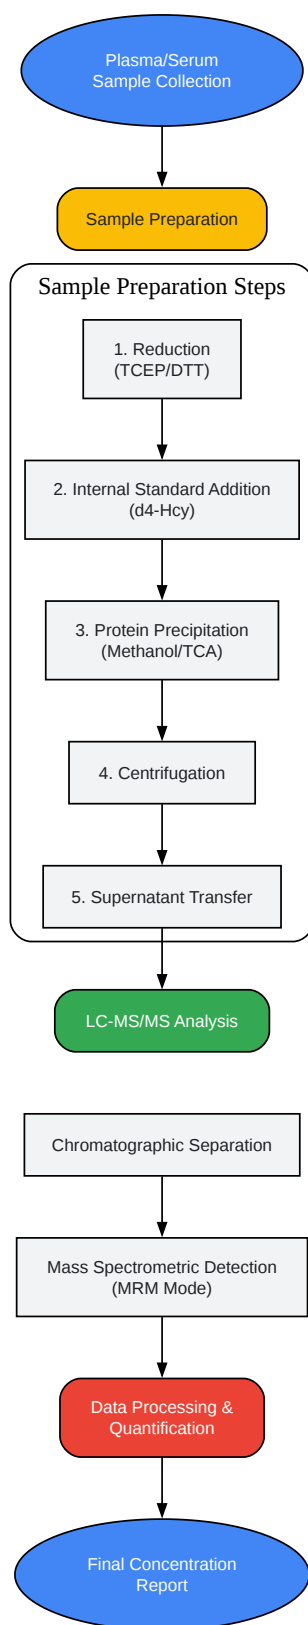 Plasma/Serum
Sample Collection
Sample Preparation
Sample Preparation Steps
1. Reduction
(TCEP/DTT)
2. Internal Standard Addition
(d4-Hcy)
3. Protein Precipitation
(Methanol/TCA)
4. Centrifugation
5. Supernatant Transfer
LC-MS/MS Analysis
Chromatographic Separation
Mass Spectrometric Detection
(MRM Mode)
Data Processing &
Quantification
Final Concentration
Report